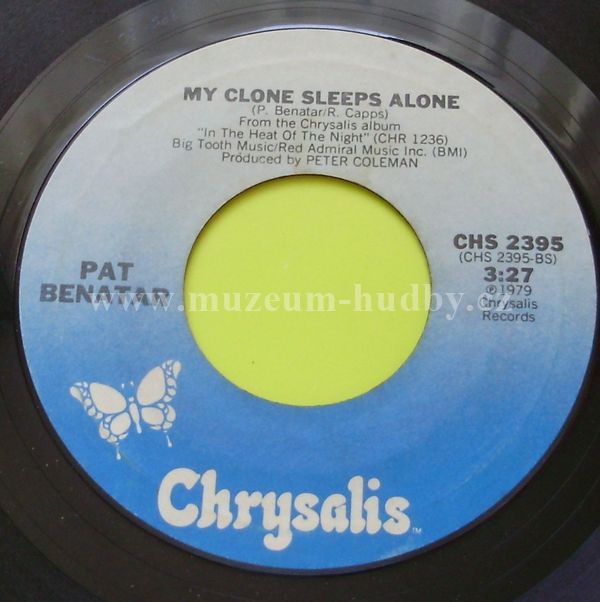 MY CLONE SLEEPS ALONE
(P. Benatar/R. Capps)
From the Chrysalis album
"In The Heat Of The Night" (CHR 1236)
Big Tooth Music/Red Admiral Music Inc. (BMI)
Produced by PETER COLEMAN
PAT
BENATAR
CHS 2395
(CHS 2395-BS)
3:27
℗1979
Chrysalis
Records
www.muzeum-hudby.cz
Chrysalis™